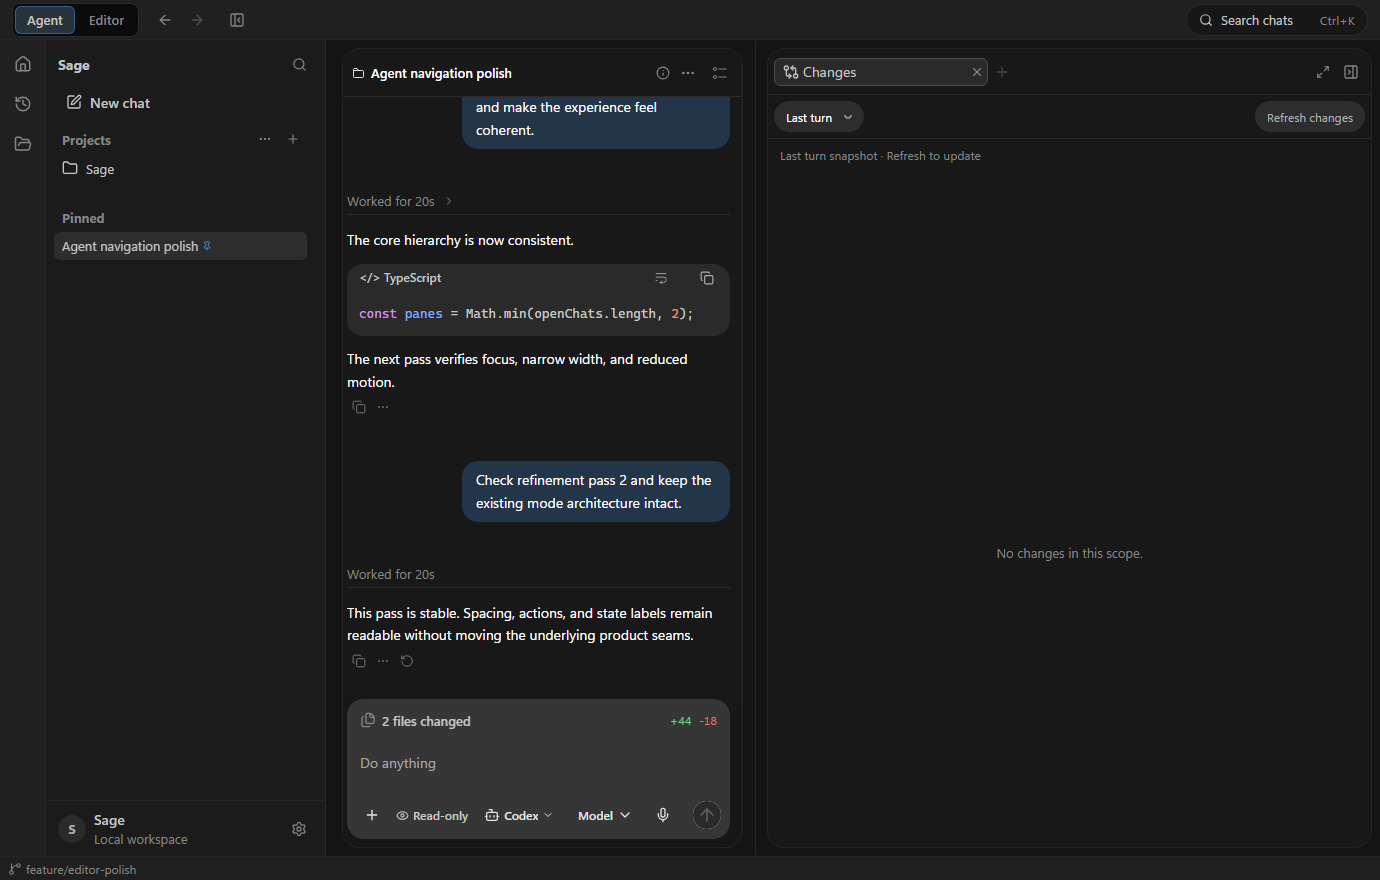 Agent
Editor
Search chats
Ctrl+K
Sage
New chat
Projects
Sage
Pinned
Agent navigation polish
S
Sage
Local workspace
feature/editor-polish
Agent navigation polish
and make the experience feel
coherent.
Worked for 20s
The core hierarchy is now consistent.
</> TypeScript
const panes = Math.min(openChats.length, 2);
The next pass verifies focus, narrow width, and reduced
motion.
Check refinement pass 2 and keep the
existing mode architecture intact.
Worked for 20s
This pass is stable. Spacing, actions, and state labels remain
readable without moving the underlying product seams.
2 files changed
+44 -18
Do anything
Read-only
Codex
Model
Changes
Last turn
Refresh changes
Last turn snapshot · Refresh to update
No changes in this scope.